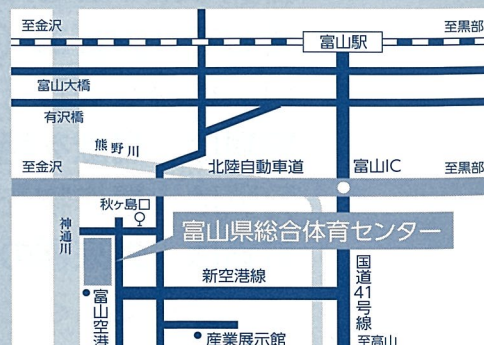 至金沢
富山駅
至黒部
富山大橋
有沢橋
熊野川
至金沢
北陸自動車道
富山IC
至黒部
秋ヶ島口
神通川
富山県総合体育センター
新空港線
国道41号線
富山空港
産業展示館
至高山